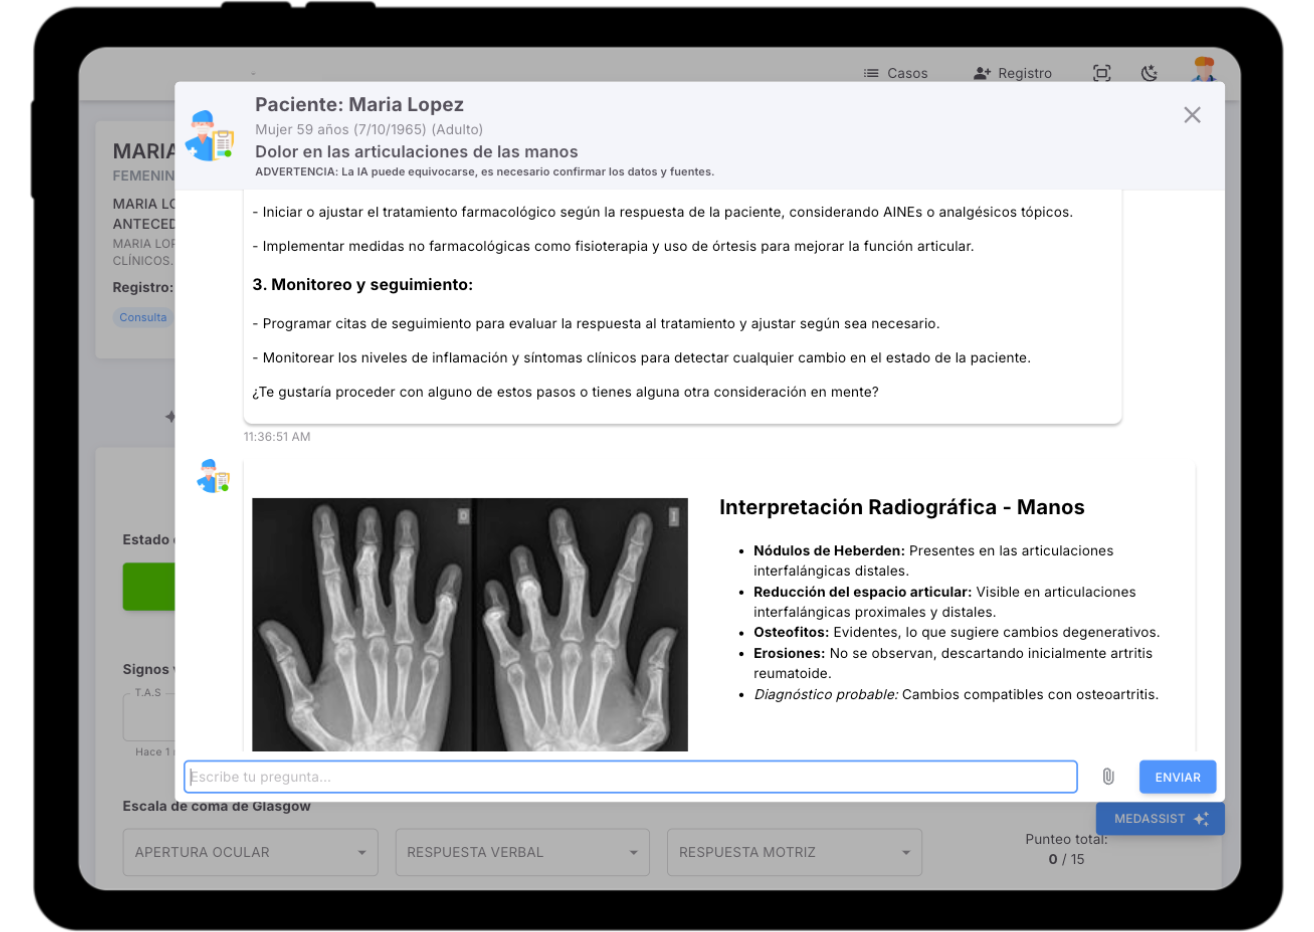 Casos
Registro
Paciente: Maria Lopez
Mujer 59 años (7/10/1965) (Adulto)
Dolor en las articulaciones de las manos
ADVERTENCIA: La IA puede equivocarse, es necesario confirmar los datos y fuentes.
MARIA
FEMENIN
MARIA LO
ANTECED
MARIA LOP
CLÍNICOS.
Registro:
Consulta
- Iniciar o ajustar el tratamiento farmacológico según la respuesta de la paciente, considerando AINEs o analgésicos tópicos.
- Implementar medidas no farmacológicas como fisioterapia y uso de órtesis para mejorar la función articular.
3. Monitoreo y seguimiento:
- Programar citas de seguimiento para evaluar la respuesta al tratamiento y ajustar según sea necesario.
- Monitorear los niveles de inflamación y síntomas clínicos para detectar cualquier cambio en el estado de la paciente.
¿Te gustaría proceder con alguno de estos pasos o tienes alguna otra consideración en mente?
11:36:51 AM
D
I
Interpretación Radiográfica - Manos
• Nódulos de Heberden: Presentes en las articulaciones
interfalángicas distales.
• Reducción del espacio articular: Visible en articulaciones
interfalángicas proximales y distales.
• Osteofitos: Evidentes, lo que sugiere cambios degenerativos.
• Erosiones: No se observan, descartando inicialmente artritis
reumatoide.
• Diagnóstico probable: Cambios compatibles con osteoartritis.
Estado
Signos
T.A.S
Hace 1
Escribe tu pregunta...
ENVIAR
Escala de coma de Glasgow
MEDASSIST
APERTURA OCULAR
RESPUESTA VERBAL
RESPUESTA MOTRIZ
Punteo total:
0 / 15